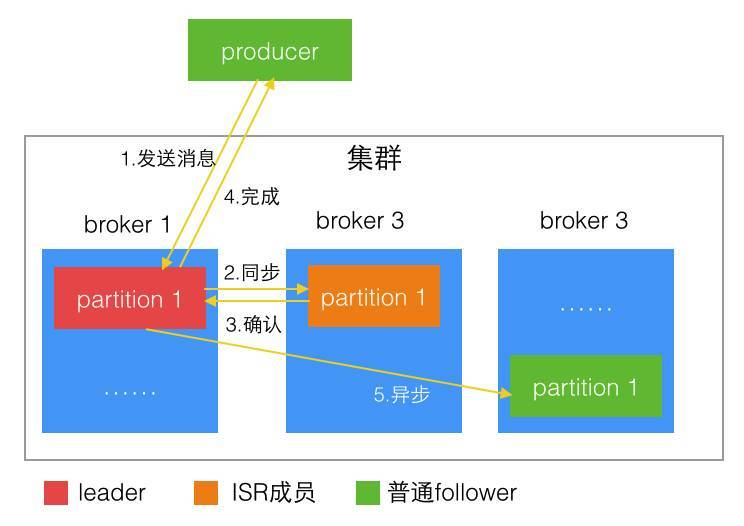 producer
1.发送消息
集群
4.完成
broker 1
broker 3
broker 3
partition 1
2.同步
partition 1
3.确认
......
......
5.异步
partition 1
leader
ISR成员
普通follower